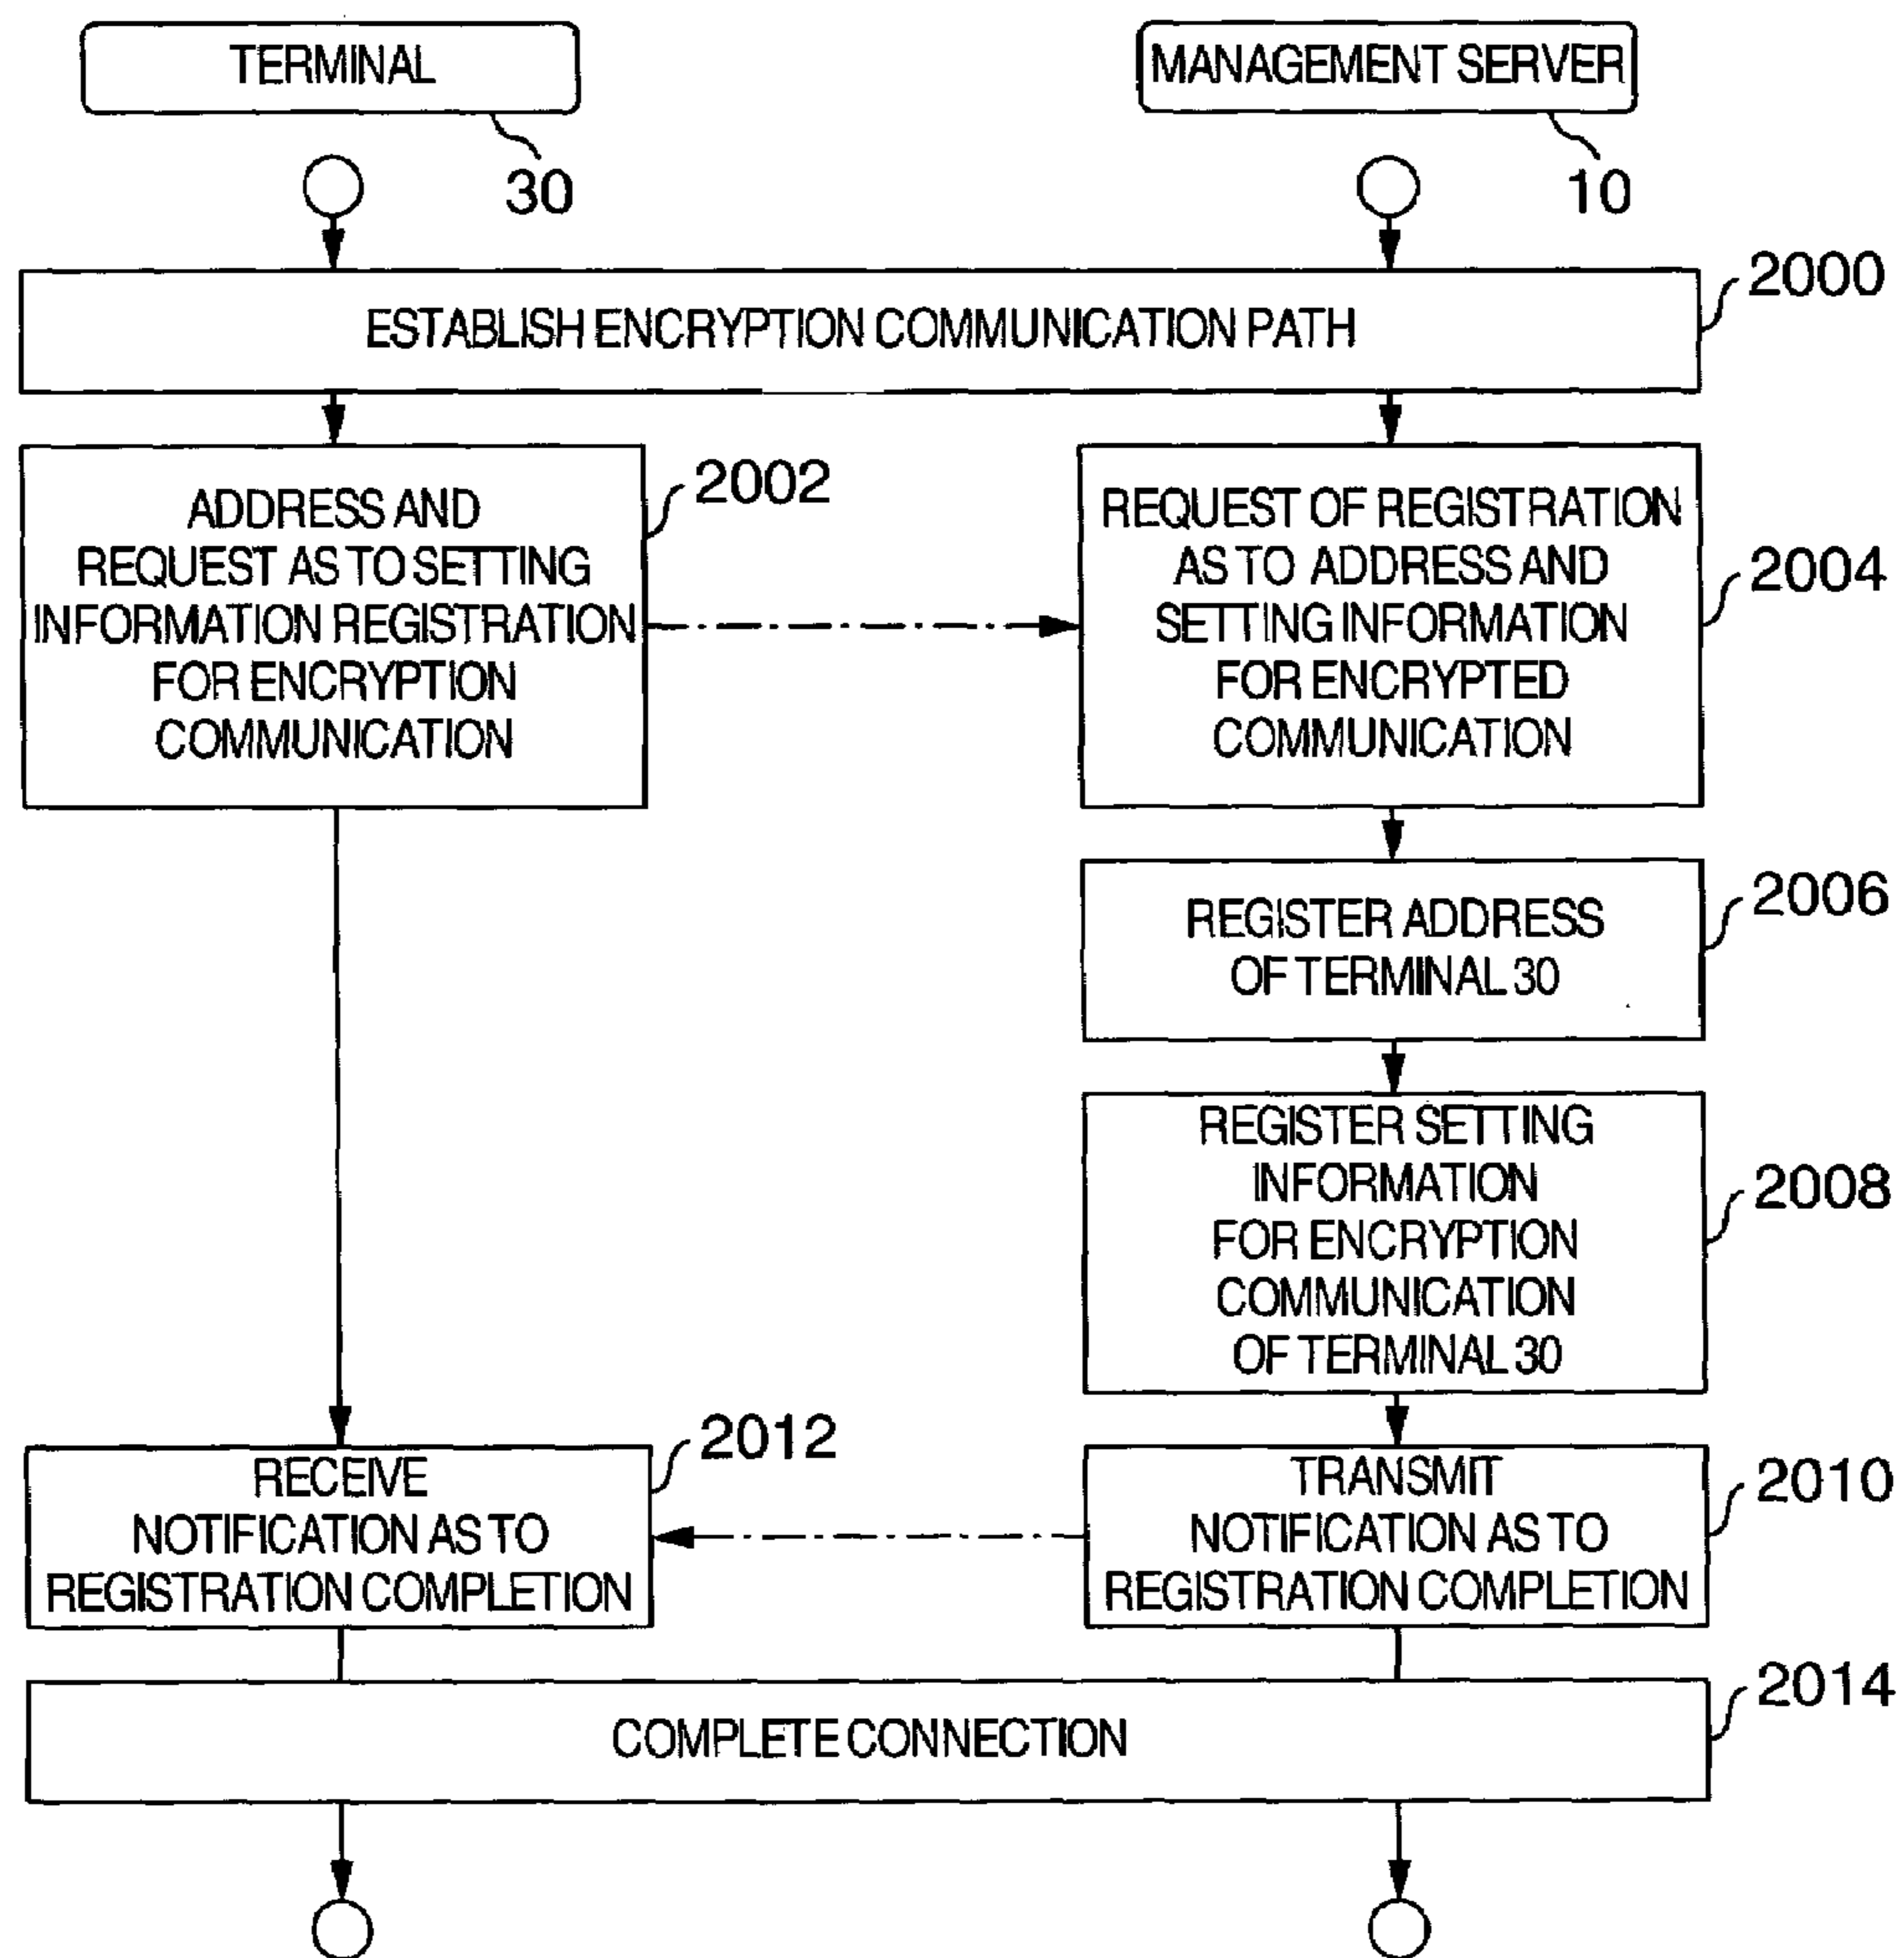 TERMINAL
MANAGEMENT SERVER
30
10
2000
ESTABLISH ENCRYPTION COMMUNICATION PATH
2002
ADDRESS AND
REQUEST AS TO SETTING
INFORMATION REGISTRATION
FOR ENCRYPTION
COMMUNICATION
REQUEST OF REGISTRATION
AS TO ADDRESS AND
SETTING INFORMATION
FOR ENCRYPTED
COMMUNICATION
2004
REGISTER ADDRESS
OF TERMINAL 30
2006
REGISTER SETTING
INFORMATION
FOR ENCRYPTION
COMMUNICATION
OF TERMINAL 30
2008
2012
RECEIVE
NOTIFICATION AS TO
REGISTRATION COMPLETION
TRANSMIT
NOTIFICATION AS TO
REGISTRATION COMPLETION
2010
2014
COMPLETE CONNECTION